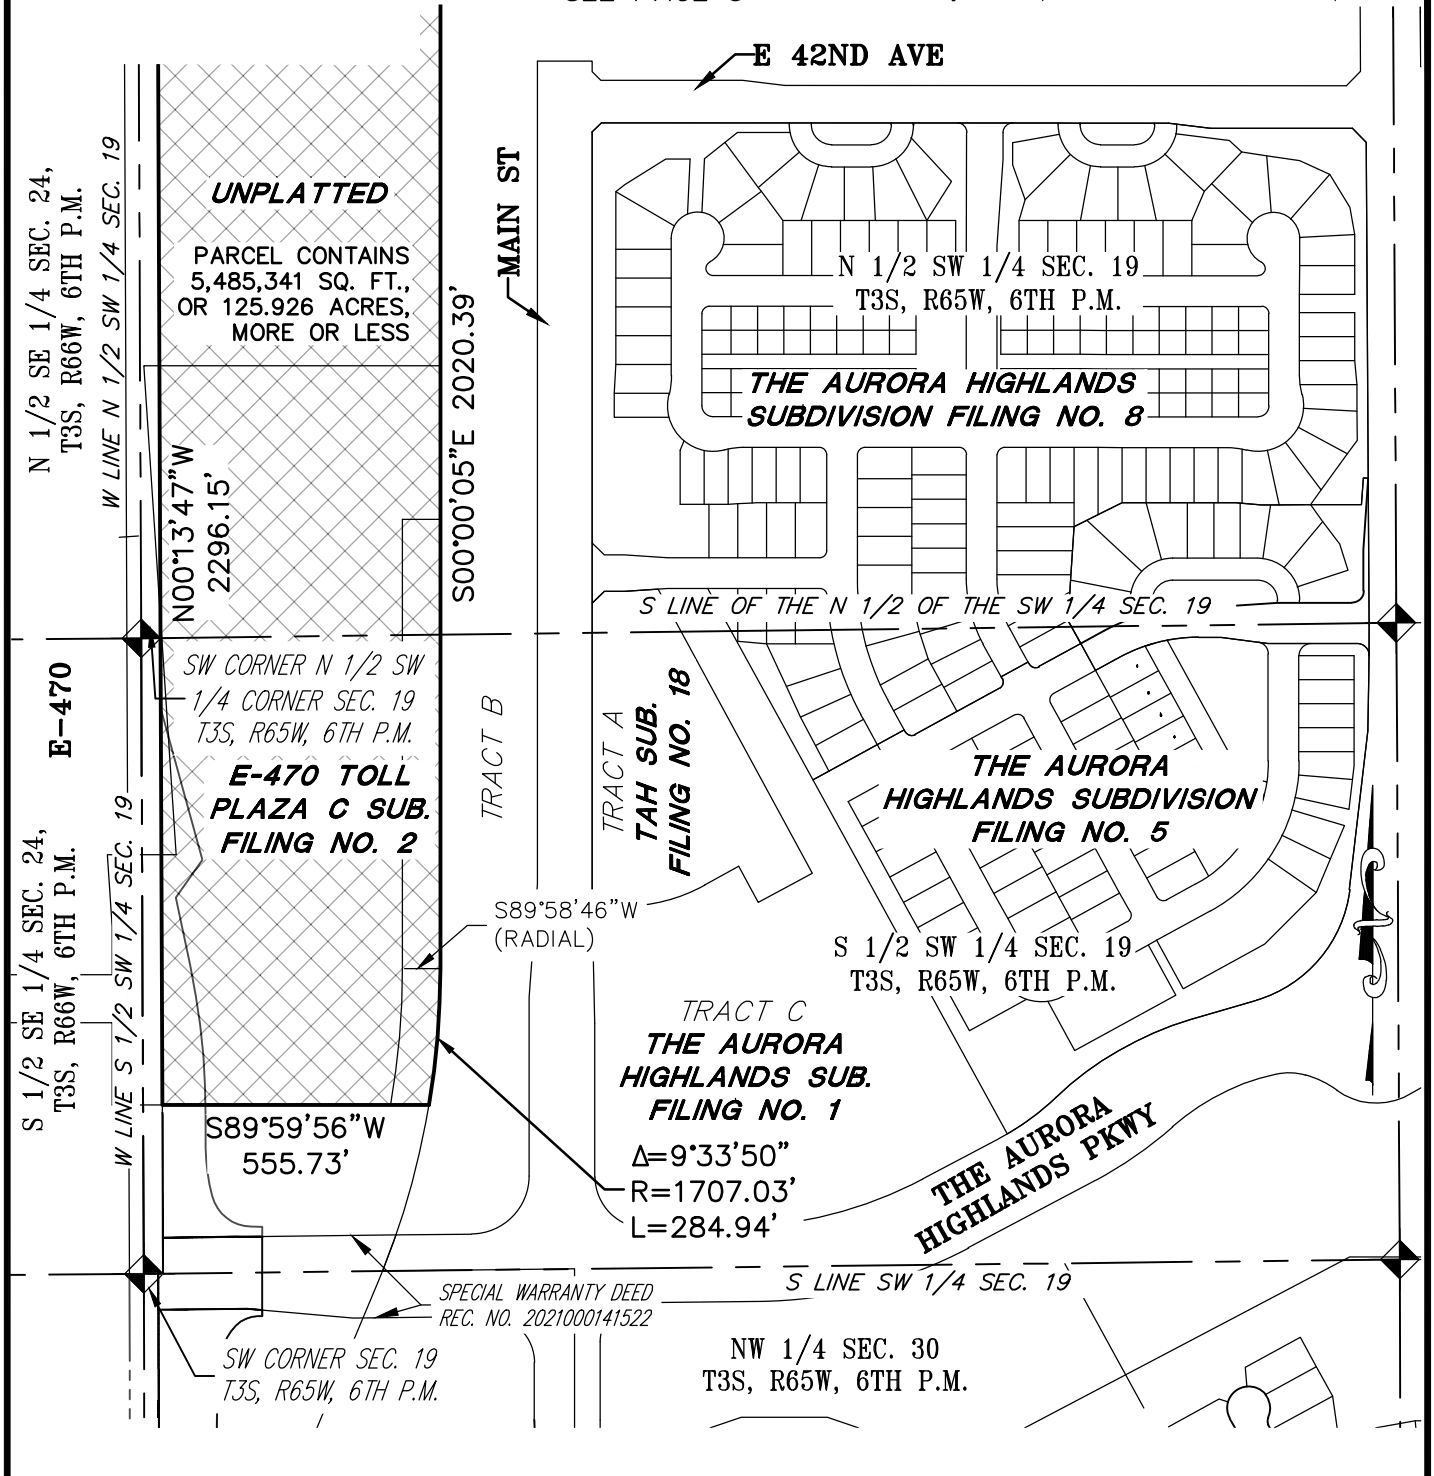 E 42ND AVE
N 1/2 SE 1/4 SEC. 24,
T3S, R66W, 6TH P.M.
W LINE N 1/2 SW 1/4 SEC. 19
UNPLATTED
PARCEL CONTAINS
5,485,341 SQ. FT.,
OR 125.926 ACRES,
MORE OR LESS
MAIN ST
S00°00'05"E 2020.39'
N00°13'47"W
2296.15'
N 1/2 SW 1/4 SEC. 19
T3S, R65W, 6TH P.M.
THE AURORA HIGHLANDS
SUBDIVISION FILING NO. 8
S LINE OF THE N 1/2 OF THE SW 1/4 SEC. 19
E-470
SW CORNER N 1/2 SW
1/4 CORNER SEC. 19
T3S, R65W, 6TH P.M.
E-470 TOLL
PLAZA C SUB.
FILING NO. 2
TRACT B
TRACT A
TAH SUB.
FILING NO. 18
THE AURORA
HIGHLANDS SUBDIVISION
FILING NO. 5
S 1/2 SE 1/4 SEC. 24,
T3S, R66W, 6TH P.M.
W LINE S 1/2 SW 1/4 SEC. 19
S89°58'46"W
(RADIAL)
S 1/2 SW 1/4 SEC. 19
T3S, R65W, 6TH P.M.
TRACT C
THE AURORA
HIGHLANDS SUB.
FILING NO. 1
S89°59'56"W
555.73'
Δ=9°33'50"
R=1707.03'
L=284.94'
THE AURORA
HIGHLANDS PKWY
S LINE SW 1/4 SEC. 19
SPECIAL WARRANTY DEED
REC. NO. 2021000141522
SW CORNER SEC. 19
T3S, R65W, 6TH P.M.
NW 1/4 SEC. 30
T3S, R65W, 6TH P.M.